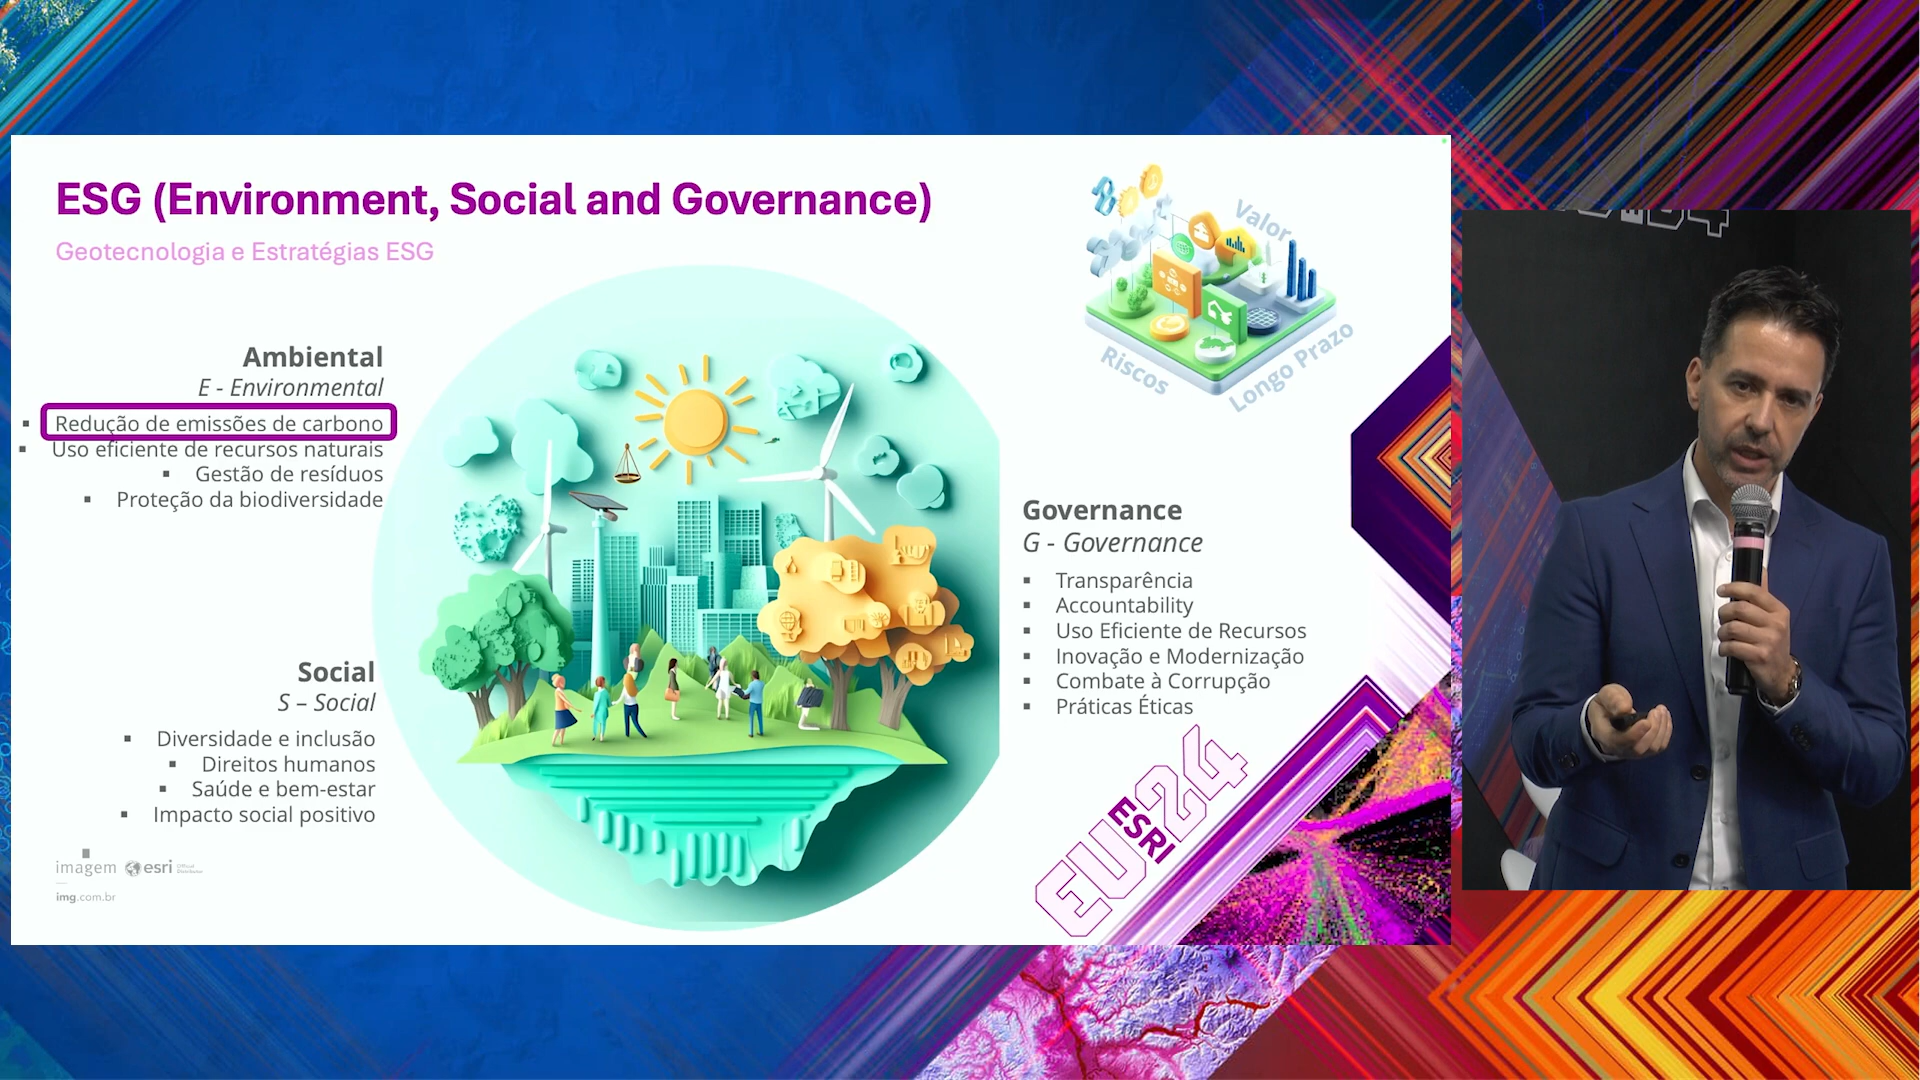 ESG (Environment, Social and Governance)
Geotecnologia e Estratégias ESG
Valor
Riscos
Longo Prazo
Ambiental
E - Environmental
▪ Redução de emissões de carbono
▪ Uso eficiente de recursos naturais
▪ Gestão de resíduos
▪ Proteção da biodiversidade
Social
S – Social
▪ Diversidade e inclusão
▪ Direitos humanos
▪ Saúde e bem-estar
▪ Impacto social positivo
Governance
G - Governance
▪ Transparência
▪ Accountability
▪ Uso Eficiente de Recursos
▪ Inovação e Modernização
▪ Combate à Corrupção
▪ Práticas Éticas
EU ESRI 24
imagem esri
img.com.br